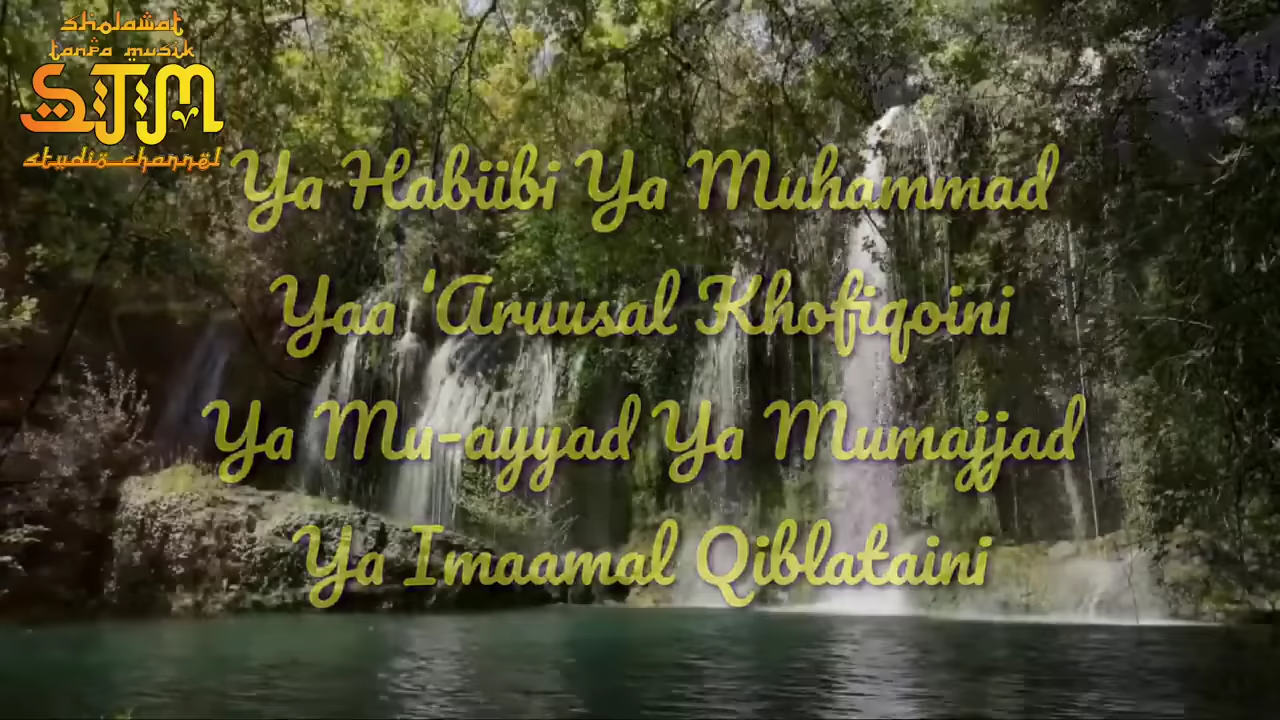 sholawat
tanpa musik
STM
studio channel
Ya Habiibi Ya Muhammad
Yaa ‘Aruusal Khofiqoini
Ya Mu-ayyad Ya Mumajjad
Ya Imaamal Qiblataini